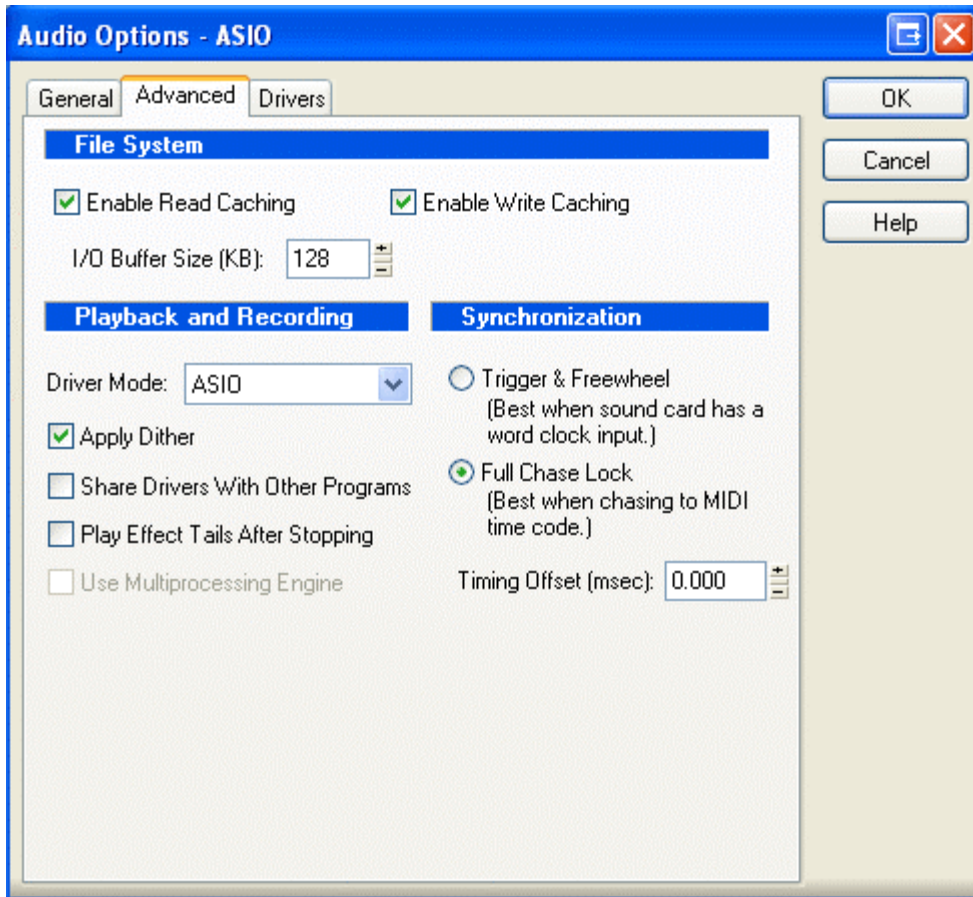 Audio Options - ASIO
General Advanced Drivers
OK
Cancel
Help
File System
Enable Read Caching
Enable Write Caching
I/O Buffer Size (KB): 128
Playback and Recording
Driver Mode: ASIO
Apply Dither
Share Drivers With Other Programs
Play Effect Tails After Stopping
Use Multiprocessing Engine
Synchronization
Trigger & Freewheel
(Best when sound card has a
word clock input.)
Full Chase Lock
(Best when chasing to MIDI
time code.)
Timing Offset (msec): 0.000